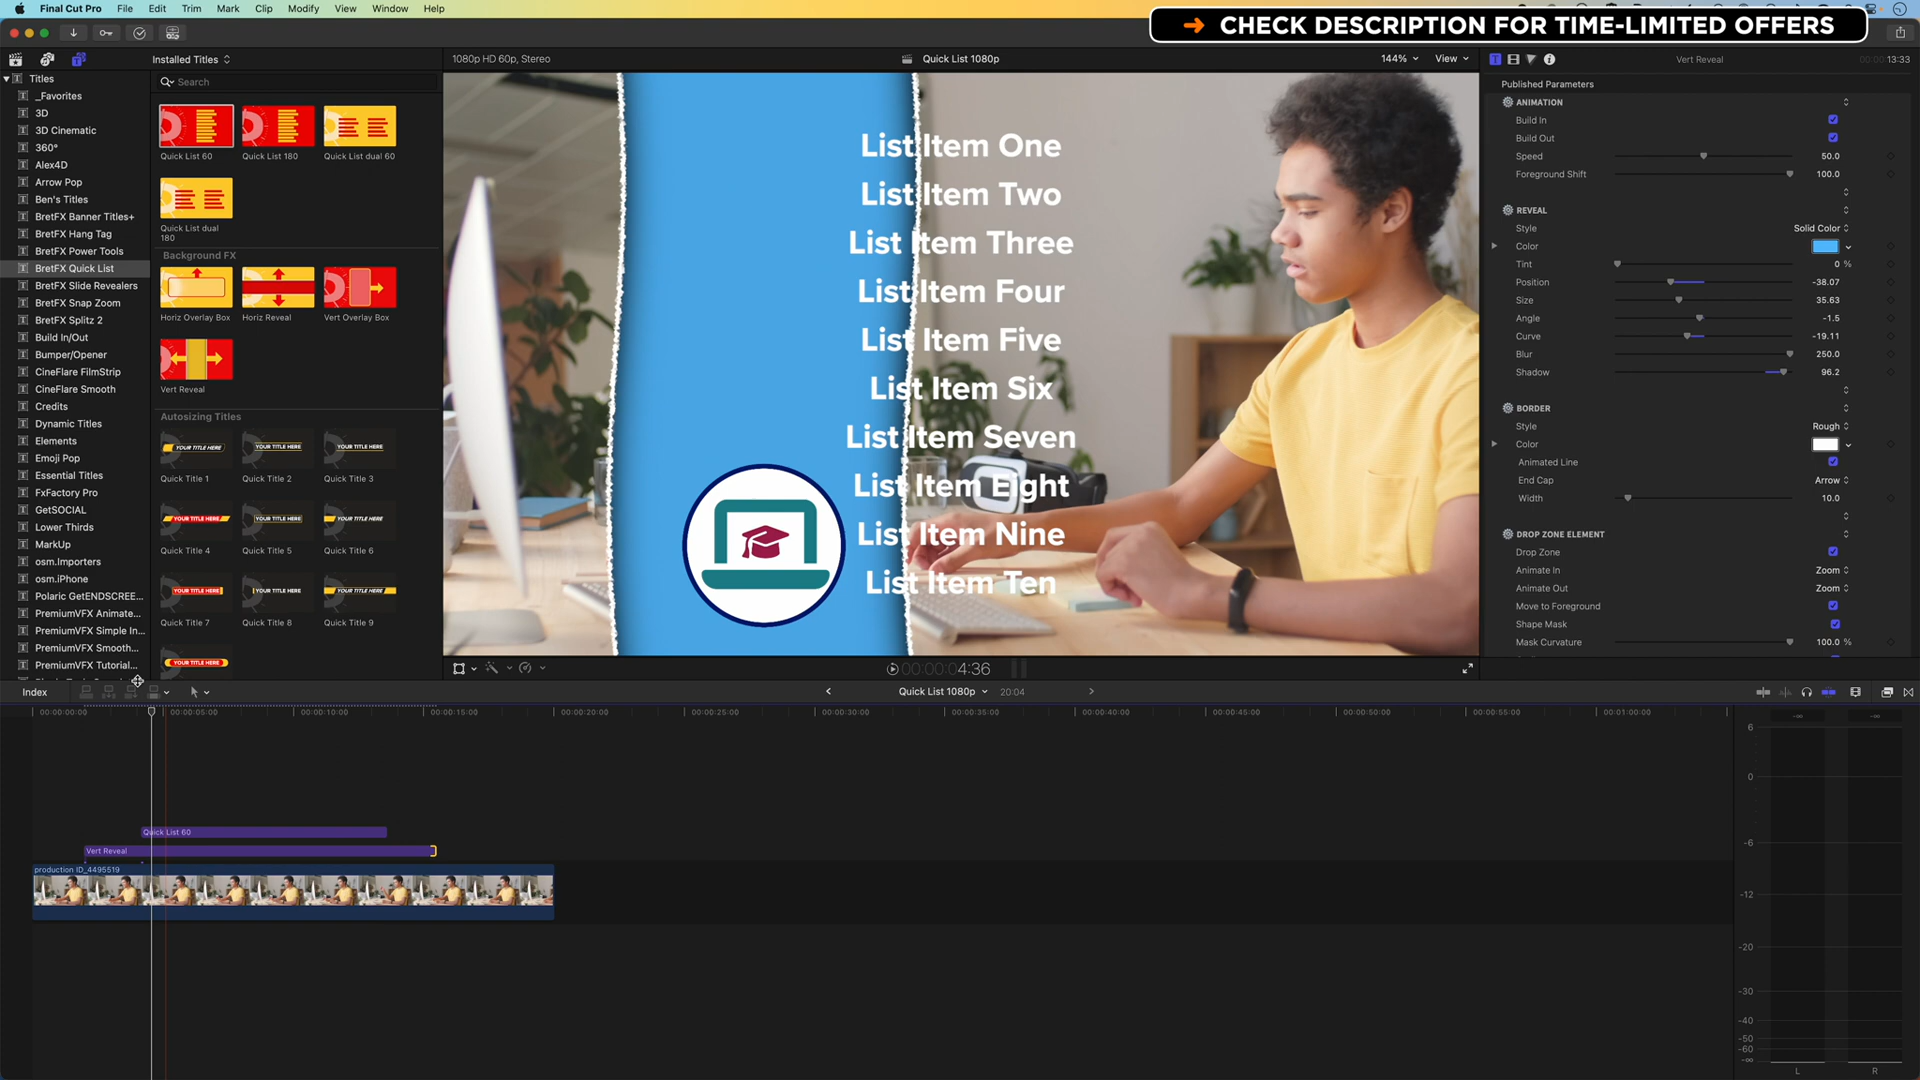 Final Cut Pro File Edit Trim Mark Clip Modify View Window Help
→ CHECK DESCRIPTION FOR TIME-LIMITED OFFERS
Installed Titles
1080p HD 60p, Stereo
Quick List 1080p
144%
View
Vert Reveal
13:33
Titles
_Favorites
3D
3D Cinematic
360°
Alex4D
Arrow Pop
Ben's Titles
BretFX Banner Titles+
BretFX Hang Tag
BretFX Power Tools
BretFX Quick List
BretFX Slide Revealers
BretFX Snap Zoom
BretFX Splitz 2
Build In/Out
Bumper/Opener
CineFlare FilmStrip
CineFlare Smooth
Credits
Dynamic Titles
Elements
Emoji Pop
Essential Titles
FxFactory Pro
GetSOCIAL
Lower Thirds
MarkUp
osm.Importers
osm.iPhone
Polaric GetENDSCREE...
PremiumVFX Animate...
PremiumVFX Simple In...
PremiumVFX Smooth...
PremiumVFX Tutorial...
Search
Quick List 60
Quick List 180
Quick List dual 60
Quick List dual
180
Background FX
Horiz Overlay Box
Horiz Reveal
Vert Overlay Box
Vert Reveal
Autosizing Titles
YOUR TITLE HERE
YOUR TITLE HERE
YOUR TITLE HERE
Quick Title 1
Quick Title 2
Quick Title 3
YOUR TITLE HERE
YOUR TITLE HERE
YOUR TITLE HERE
Quick Title 4
Quick Title 5
Quick Title 6
YOUR TITLE HERE
YOUR TITLE HERE
YOUR TITLE HERE
Quick Title 7
Quick Title 8
Quick Title 9
YOUR TITLE HERE
List Item One
List Item Two
List Item Three
List Item Four
List Item Five
List Item Six
List Item Seven
List Item Eight
List Item Nine
List Item Ten
00:00:00:04:36
Published Parameters
ANIMATION
Build In
Build Out
Speed 50.0
Foreground Shift 100.0
REVEAL
Style Solid Color
Color
Tint 0 %
Position -38.07
Size 35.63
Angle -1.5
Curve -19.11
Blur 250.0
Shadow 96.2
BORDER
Style Rough
Color
Animated Line
End Cap Arrow
Width 10.0
DROP ZONE ELEMENT
Drop Zone
Animate In Zoom
Animate Out Zoom
Move to Foreground
Shape Mask
Mask Curvature 100.0 %
Index
Quick List 1080p
20:04
00:00:00:00 00:00:05:00 00:00:10:00 00:00:15:00 00:00:20:00 00:00:25:00 00:00:30:00 00:00:35:00 00:00:40:00 00:00:45:00 00:00:50:00 00:00:55:00 00:01:00:00
Quick List 60
Vert Reveal
production ID_4495519
-∞ -∞
6
0
-6
-12
-20
-30
-40
-50
-60
-∞
L R